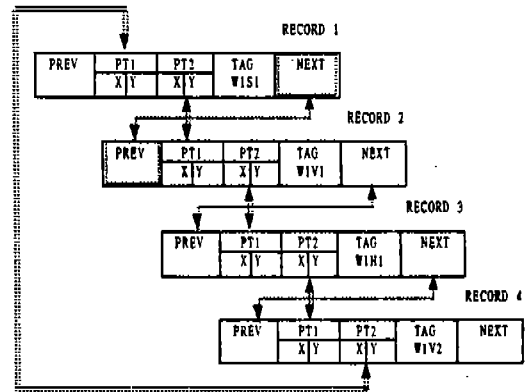 RECORD 1
PREV PT1 PT2 TAG NEXT
X Y X Y W1S1
RECORD 2
PREV PT1 PT2 TAG NEXT
X Y X Y W1V1
RECORD 3
PREV PT1 PT2 TAG NEXT
X Y X Y W1H1
RECORD 4
PREV PT1 PT2 TAG NEXT
X Y X Y W1V2